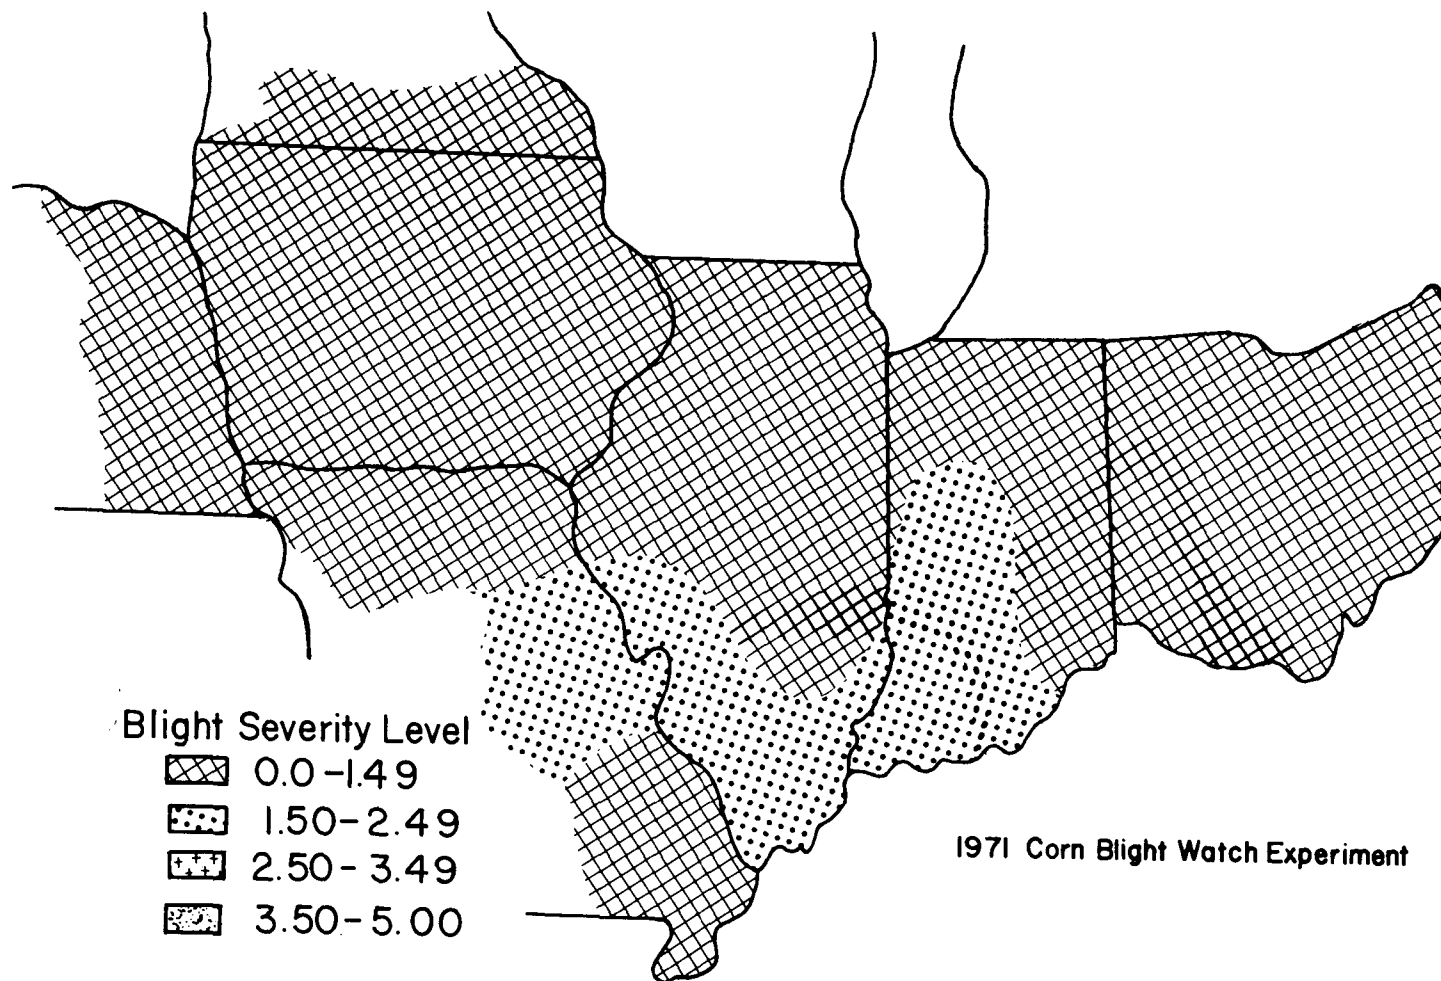 Blight Severity Level
0.0-1.49
1.50-2.49
2.50-3.49
3.50-5.00
1971 Corn Blight Watch Experiment